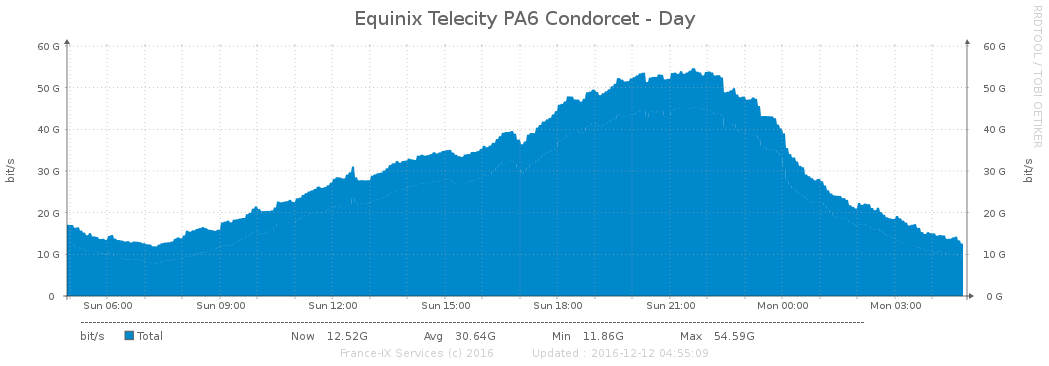 Equinix Telecity PA6 Condorcet - Day
RRDTOOL / TOBI OETIKER
60 G 60 G
50 G 50 G
40 G 40 G
30 G 30 G
20 G 20 G
10 G 10 G
0 0 G
bit/s
bit/s
Sun 06:00 Sun 09:00 Sun 12:00 Sun 15:00 Sun 18:00 Sun 21:00 Mon 00:00 Mon 03:00
bit/s Total Now 12.52G Avg 30.64G Min 11.86G Max 54.59G
France-IX Services (c) 2016 Updated : 2016-12-12 04:55:09